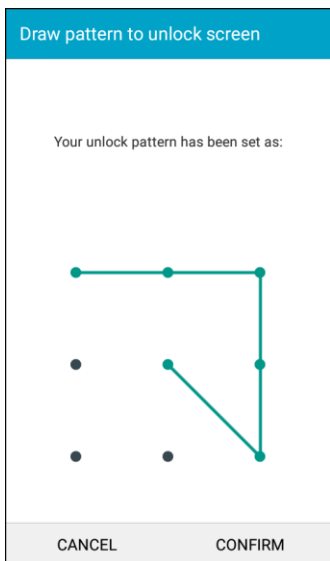 Draw pattern to unlock screen
Your unlock pattern has been set as:
CANCEL CONFIRM